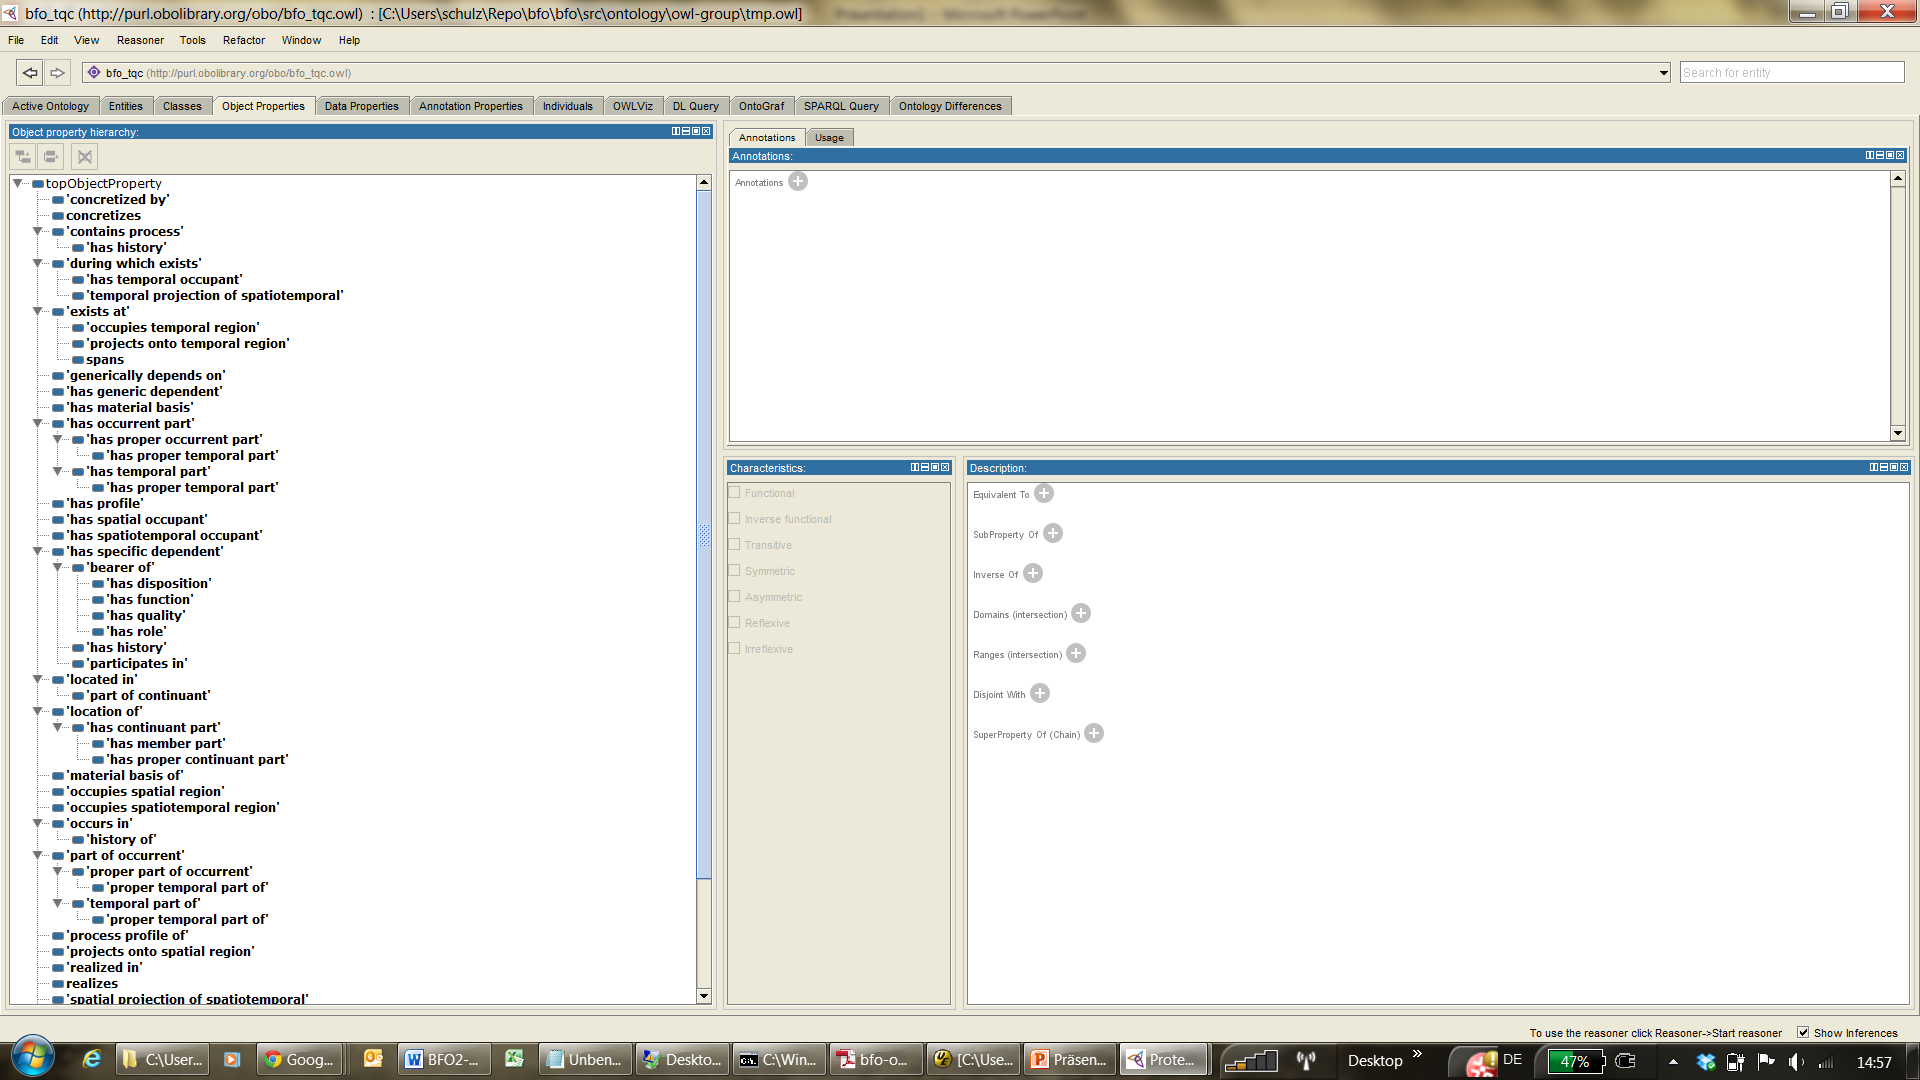 bfo_tqc (http://purl.obolibrary.org/obo/bfo_tqc.owl) : [C:\Users\schulz\Repo\bfo\bfo\src\ontology\owl-group\tmp.owl]
File Edit View Reasoner Tools Refactor Window Help
bfo_tqc (http://purl.obolibrary.org/obo/bfo_tqc.owl)
Search for entity
Active Ontology Entities Classes Object Properties Data Properties Annotation Properties Individuals OWLViz DL Query OntoGraf SPARQL Query Ontology Differences
Object property hierarchy:
topObjectProperty
'concretized by'
concretizes
'contains process'
'has history'
'during which exists'
'has temporal occupant'
'temporal projection of spatiotemporal'
'exists at'
'occupies temporal region'
'projects onto temporal region'
spans
'generically depends on'
'has generic dependent'
'has material basis'
'has occurrent part'
'has proper occurrent part'
'has proper temporal part'
'has temporal part'
'has proper temporal part'
'has profile'
'has spatial occupant'
'has spatiotemporal occupant'
'has specific dependent'
'bearer of'
'has disposition'
'has function'
'has quality'
'has role'
'has history'
'participates in'
'located in'
'part of continuant'
'location of'
'has continuant part'
'has member part'
'has proper continuant part'
'material basis of'
'occupies spatial region'
'occupies spatiotemporal region'
'occurs in'
'history of'
'part of occurrent'
'proper part of occurrent'
'proper temporal part of'
'temporal part of'
'proper temporal part of'
'process profile of'
'projects onto spatial region'
'realized in'
realizes
'spatial projection of spatiotemporal'
Annotations Usage
Annotations:
Annotations
Characteristics:
Functional
Inverse functional
Transitive
Symmetric
Asymmetric
Reflexive
Irreflexive
Description:
Equivalent To
SubProperty Of
Inverse Of
Domains (intersection)
Ranges (intersection)
Disjoint With
SuperProperty Of (Chain)
To use the reasoner click Reasoner->Start reasoner Show Inferences
C:\User... Goog... BFO2-... Unben... Deskto... C:\Win... bfo-o... [C:\Use... Präsen... Prote... Desktop » DE 47% 14:57